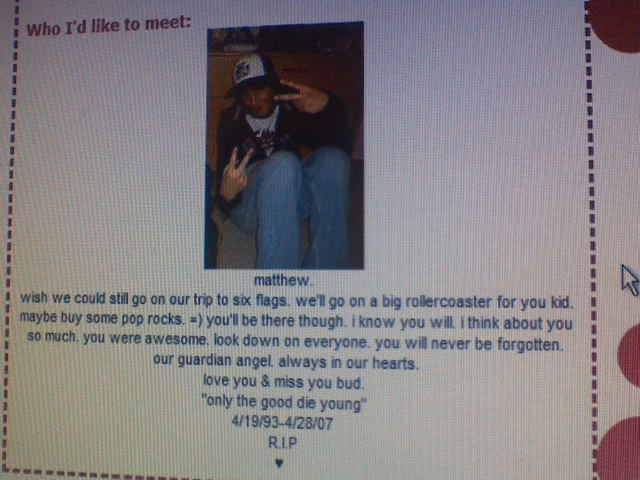 Who I'd like to meet:
matthew.
wish we could still go on our trip to six flags. we'll go on a big rollercoaster for you kid.
maybe buy some pop rocks. =) you'll be there though. i know you will. i think about you
so much. you were awesome. look down on everyone. you will never be forgotten.
our guardian angel. always in our hearts.
love you & miss you bud.
"only the good die young"
4/19/93-4/28/07
R.I.P
♥